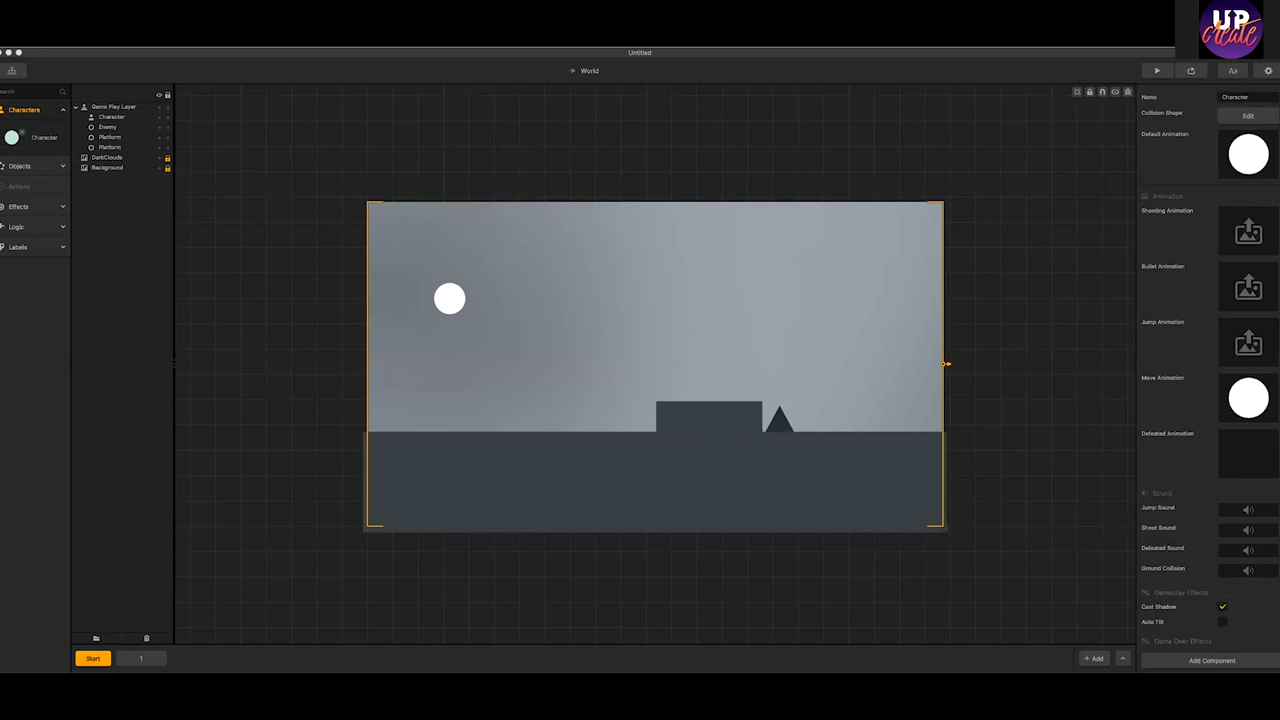 UP
create
Untitled
World
Aa
earch
Characters
Character
Objects
Actions
Effects
Logic
Labels
Game Play Layer
Character
Enemy
Platform
Platform
DarkClouds
Background
Name
Character
Collision Shape
Edit
Default Animation
Animation
Shooting Animation
Bullet Animation
Jump Animation
Move Animation
Defeated Animation
Sound
Jump Sound
Shoot Sound
Defeated Sound
Ground Collision
Gameplay Effects
Cast Shadow
Auto Tilt
Game Over Effects
Add Component
Start
1
+ Add